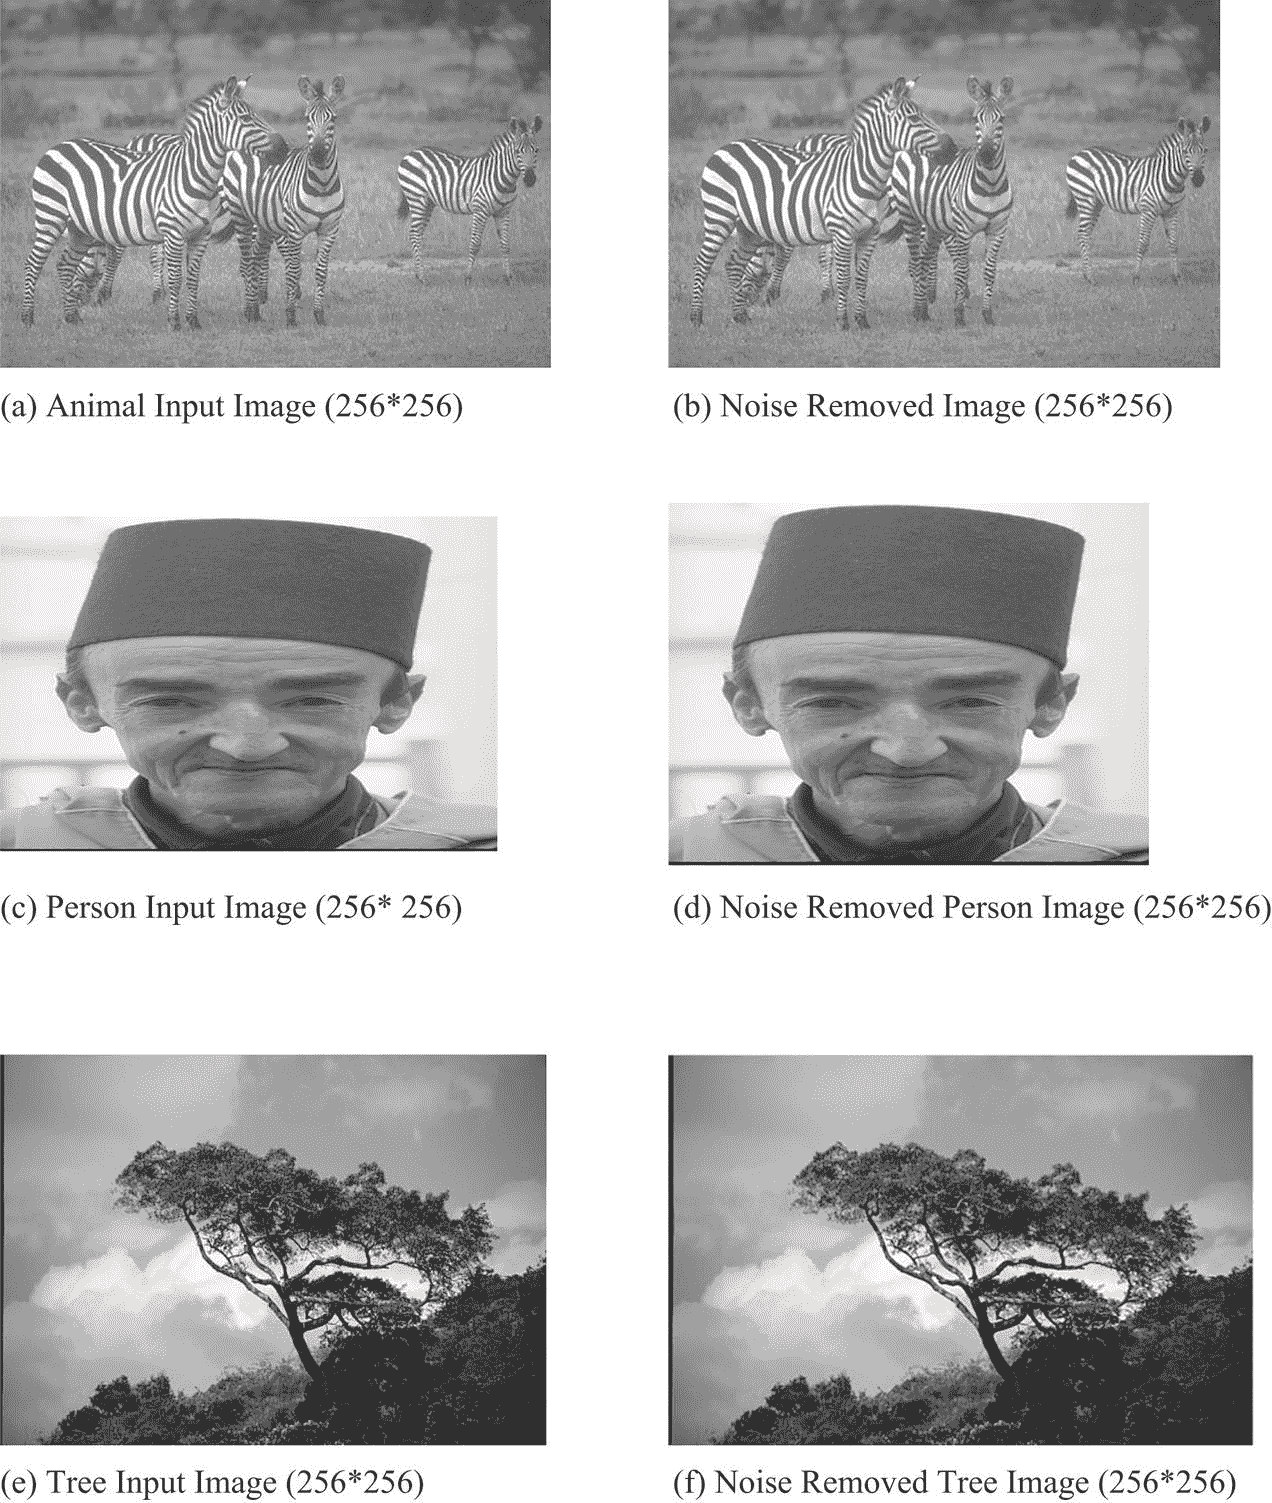 (a) Animal Input Image (256*256)
(b) Noise Removed Image (256*256)
(c) Person Input Image (256* 256)
(d) Noise Removed Person Image (256*256)
(e) Tree Input Image (256*256)
(f) Noise Removed Tree Image (256*256)